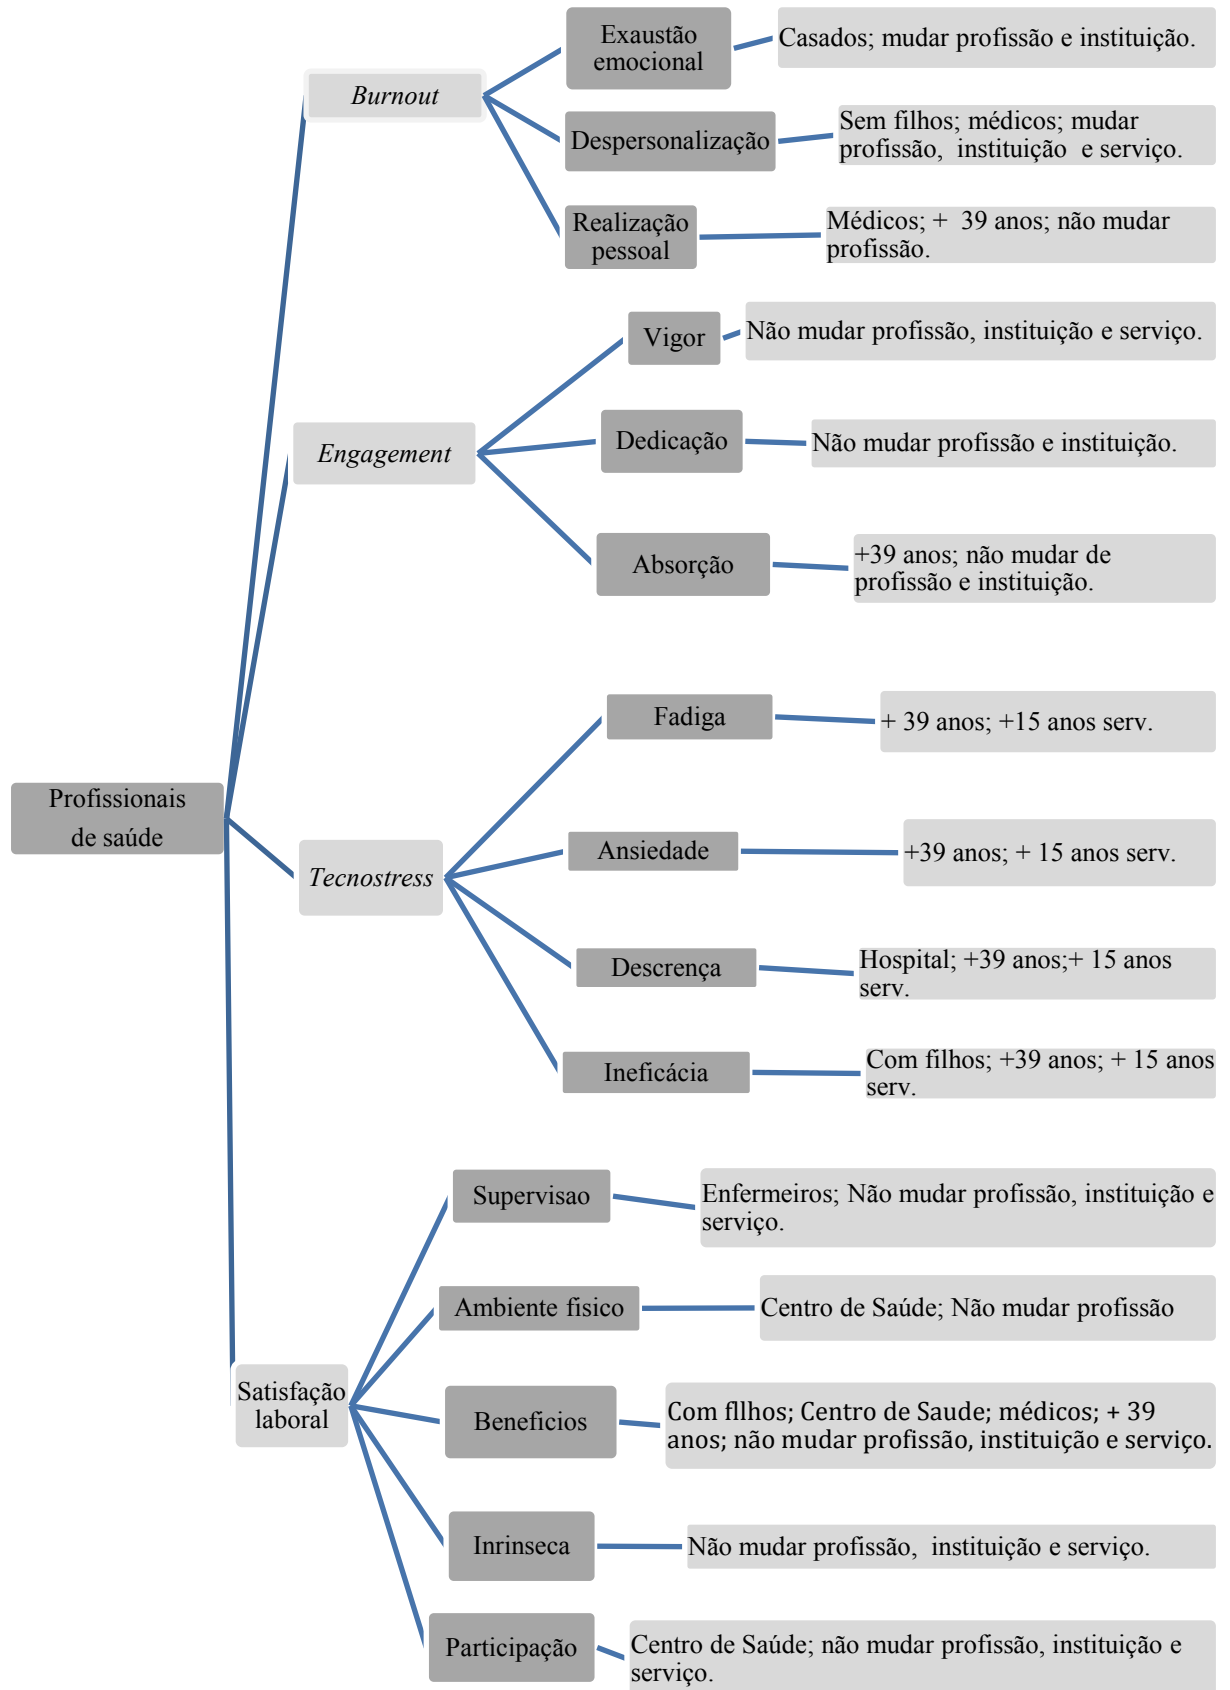 Profissionais
de saúde
Burnout
Exaustão
emocional
Casados; mudar profissão e instituição.
Despersonalização
Sem filhos; médicos; mudar
profissão, instituição e serviço.
Realização
pessoal
Médicos; + 39 anos; não mudar
profissão.
Engagement
Vigor
Não mudar profissão, instituição e serviço.
Dedicação
Não mudar profissão e instituição.
Absorção
+39 anos; não mudar de
profissão e instituição.
Tecnostress
Fadiga
+ 39 anos; +15 anos serv.
Ansiedade
+39 anos; + 15 anos serv.
Descrença
Hospital; +39 anos;+ 15 anos
serv.
Ineficácia
Com filhos; +39 anos; + 15 anos
serv.
Satisfação
laboral
Supervisao
Enfermeiros; Não mudar profissão, instituição e
serviço.
Ambiente fisico
Centro de Saúde; Não mudar profissão
Beneficios
Com fllhos; Centro de Saude; médicos; + 39
anos; não mudar profissão, instituição e serviço.
Inrinseca
Não mudar profissão, instituição e serviço.
Participação
Centro de Saúde; não mudar profissão, instituição e
serviço.